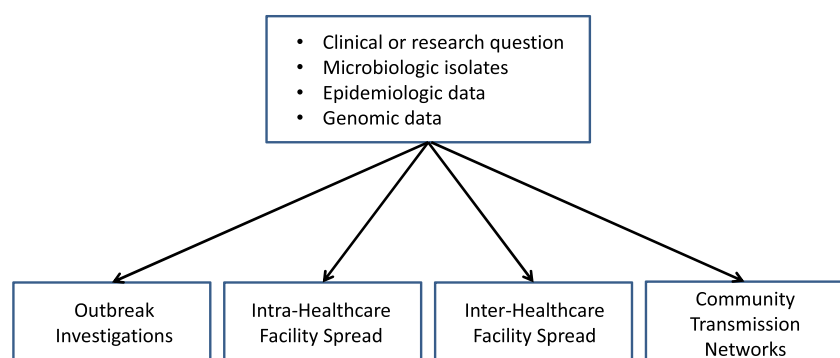 • Clinical or research question
• Microbiologic isolates
• Epidemiologic data
• Genomic data
Outbreak
Investigations
Intra-Healthcare
Facility Spread
Inter-Healthcare
Facility Spread
Community
Transmission
Networks